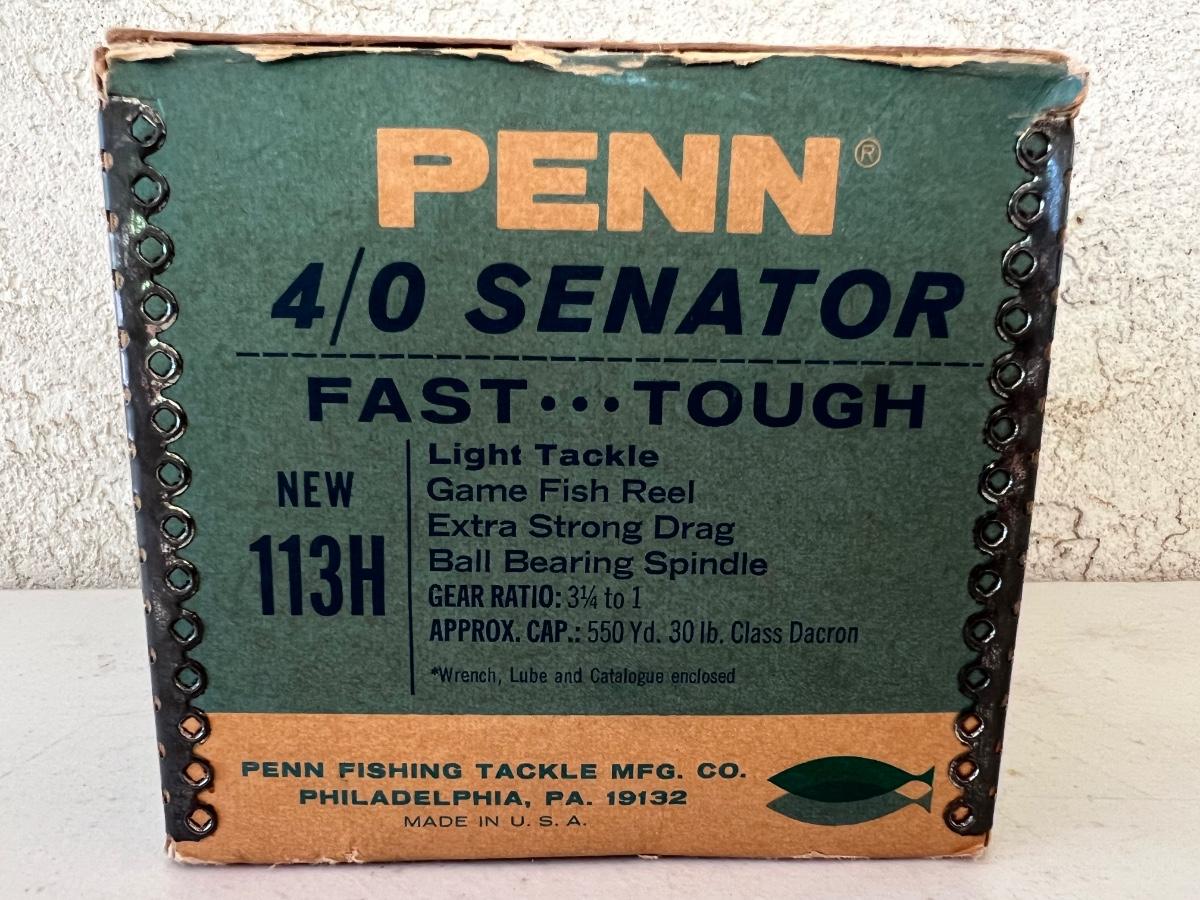 PENN®
4/0 SENATOR
FAST···TOUGH
NEW
113H
Light Tackle
Game Fish Reel
Extra Strong Drag
Ball Bearing Spindle
GEAR RATIO: 3¼ to 1
APPROX. CAP.: 550 Yd. 30 lb. Class Dacron
*Wrench, Lube and Catalogue enclosed
PENN FISHING TACKLE MFG. CO.
PHILADELPHIA, PA. 19132
MADE IN U. S. A.